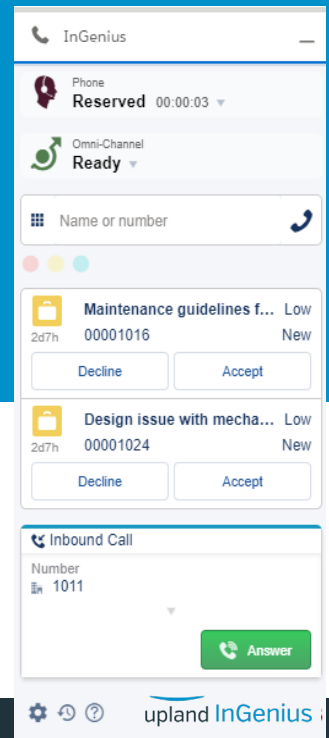 InGenius
Phone
Reserved 00:00:03
Omni-Channel
Ready
Name or number
Maintenance guidelines f... Low
2d7h 00001016 New
Decline Accept
Design issue with mecha... Low
2d7h 00001024 New
Decline Accept
Inbound Call
Number
1011
Answer
upland InGenius